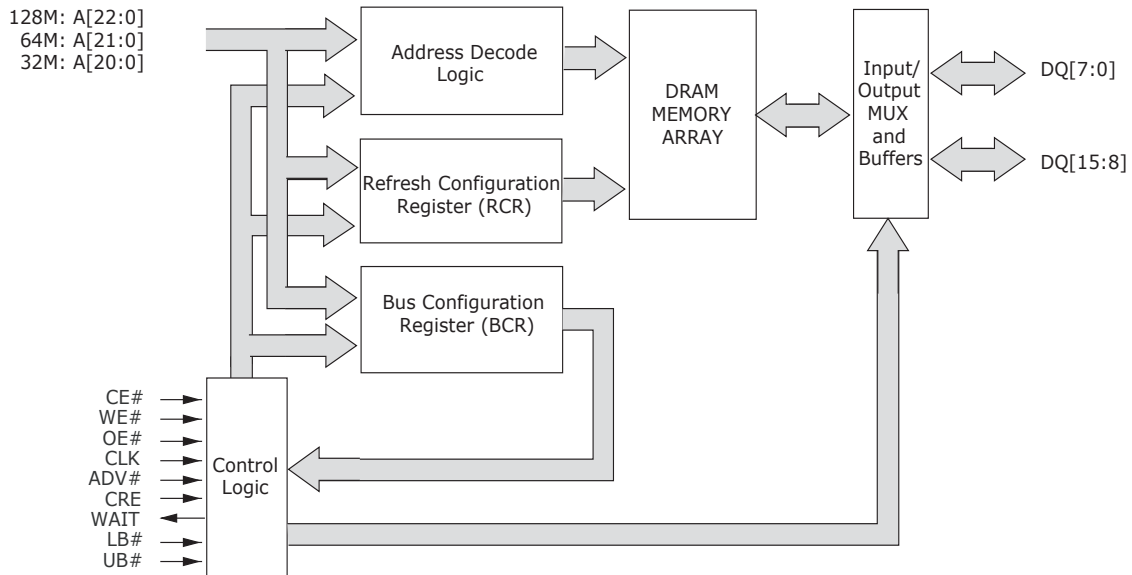 128M: A[22:0]
64M: A[21:0]
32M: A[20:0]
Address Decode
Logic
Refresh Configuration
Register (RCR)
Bus Configuration
Register (BCR)
DRAM
MEMORY
ARRAY
Input/
Output
MUX
and
Buffers
DQ[7:0]
DQ[15:8]
CE#
WE#
OE#
CLK
ADV#
CRE
WAIT
LB#
UB#
Control
Logic